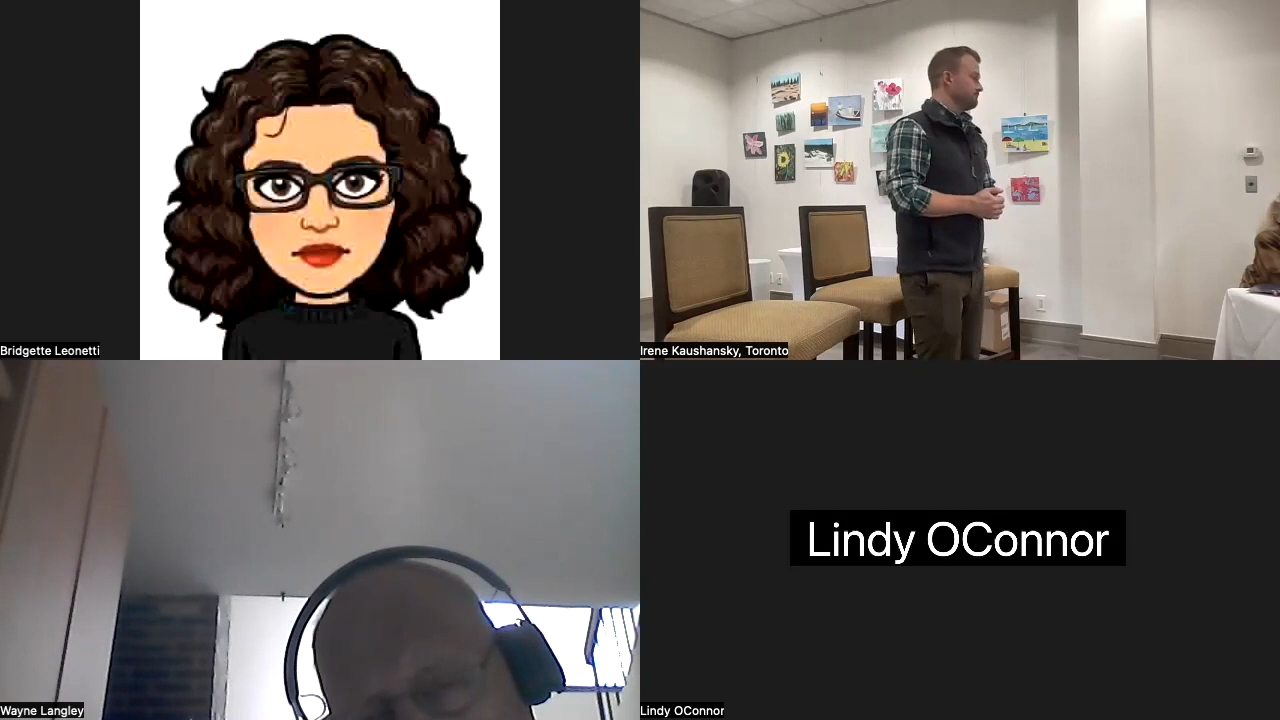 Bridgette Leonetti
Irene Kaushansky, Toronto
Lindy OConnor
Wayne Langley
Lindy OConnor